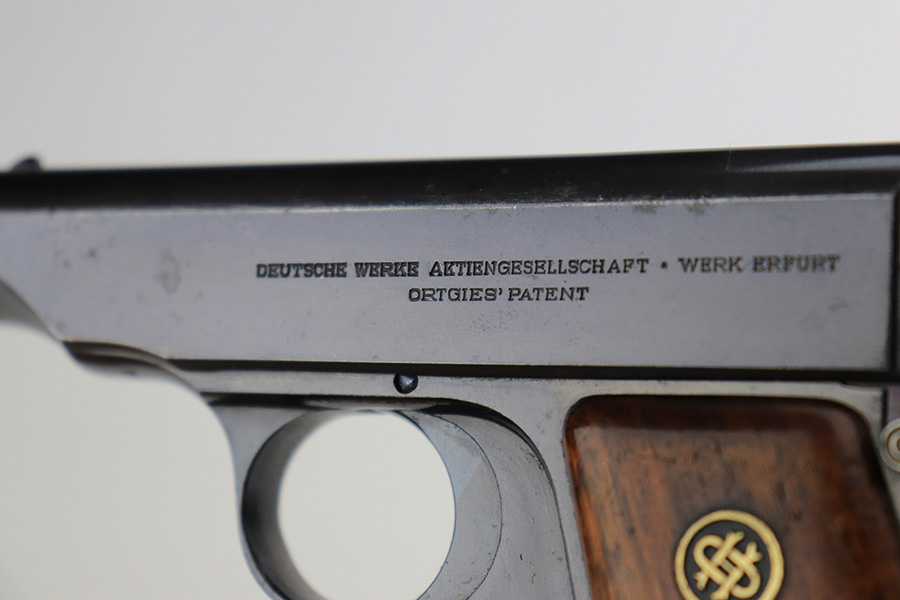 DEUTSCHE WERKE AKTIENGESELLSCHAFT • WERK ERFURT
ORTGIES' PATENT